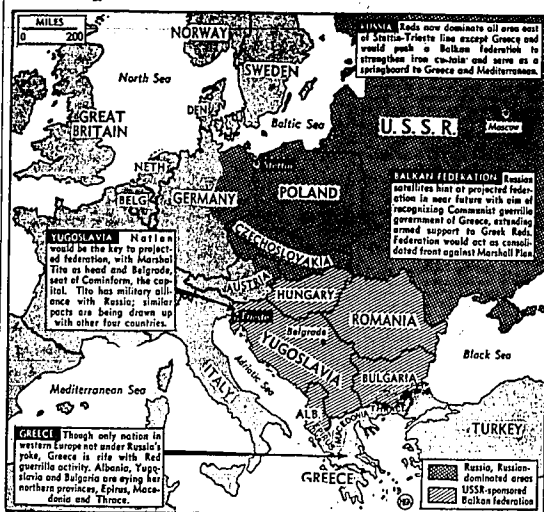 MILES
0 200
NORWAY
SWEDEN
North Sea
DEN.
Baltic Sea
GREAT
BRITAIN
NETH.
BELG.
GERMANY
Stettin
POLAND
U. S. S. R.
Moscow
RUSSIA Reds now dominate all area east
of Stettin-Trieste line except Greece and
would push a Balkan federation to
strengthen iron curtain and serve as a
springboard to Greece and Mediterranean.
BALKAN FEDERATION Russian
satellites hint at projected feder-
ation in near future with aim of
recognizing Communist guerrilla
government of Greece, extending
armed support to Greek Reds.
Federation would act as consoli-
dated front against Marshall Plan.
YUGOSLAVIA Nation
would be the key to project-
ed federation, with Marshal
Tito as head and Belgrade,
seat of Cominform, the cap-
ital. Tito has military alli-
ance with Russia; similar
pacts are being drawn up
with other four countries.
CZECHOSLOVAKIA
AUSTRIA
HUNGARY
ROMANIA
Trieste
Belgrade
YUGOSLAVIA
Adriatic Sea
ITALY
BULGARIA
Black Sea
Mediterranean Sea
ALB.
EPIRUS
MACEDONIA
THRACE
GREECE
TURKEY
GREECE Though only nation in
western Europe not under Russia's
yoke, Greece is rife with Red
guerrilla activity. Albania, Yugo-
slavia and Bulgaria are eying her
northern provinces, Epirus, Mace-
donia and Thrace.
Russia, Russian-
dominated areas
USSR-sponsored
Balkan federation
NEA